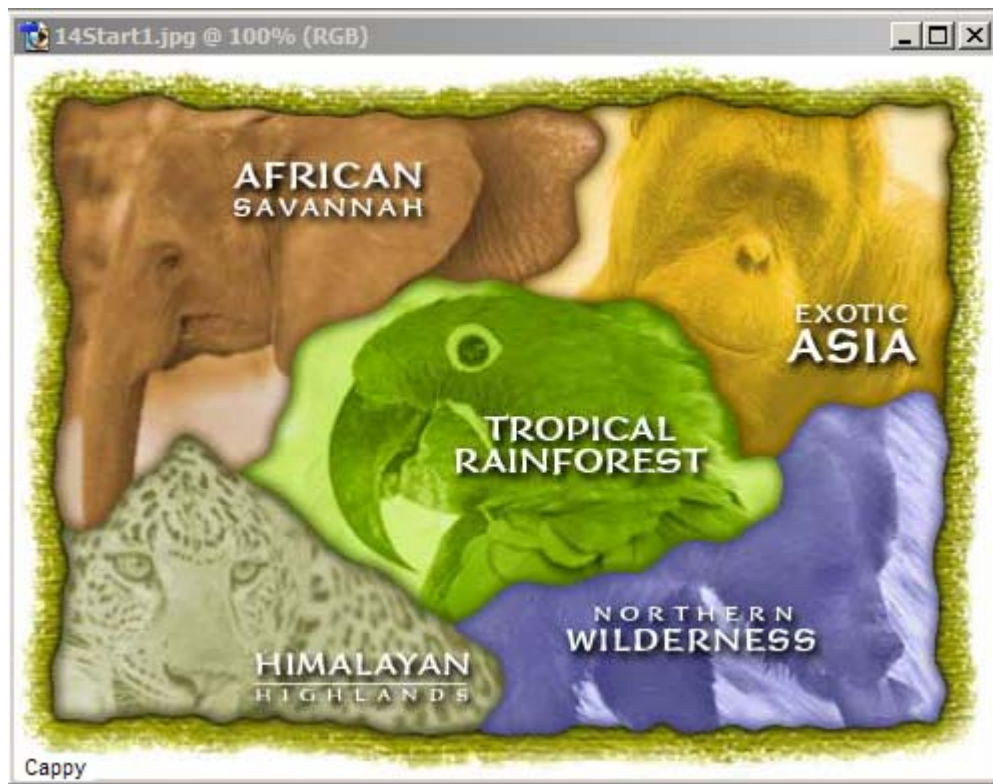 14Start1.jpg @ 100% (RGB)
AFRICAN
SAVANNAH
EXOTIC
ASIA
TROPICAL
RAINFOREST
NORTHERN
WILDERNESS
HIMALAYAN
HIGHLANDS
Cappy